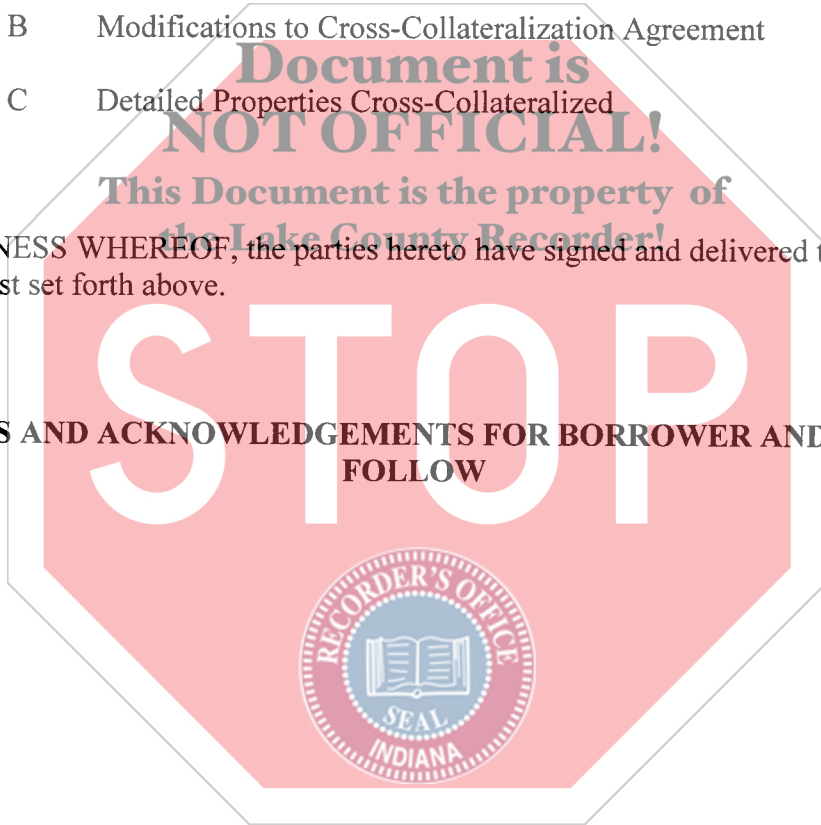 B Modifications to Cross-Collateralization Agreement
Document is
C Detailed Properties Cross-Collateralized
NOT OFFICIAL!
This Document is the property of
the Lake County Recorder!
NESS WHEREOF, the parties hereto have signed and delivered t
st set forth above.
STOP
S AND ACKNOWLEDGEMENTS FOR BORROWER AND
FOLLOW
RECORDER'S OFFICE
SEAL
INDIANA